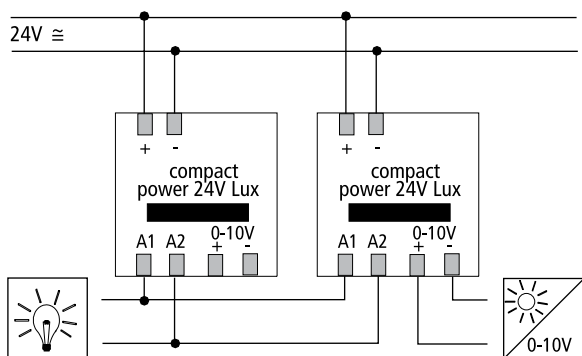 24V ≅
+ -
compact
power 24V Lux
0-10V
A1 A2 + -
+ -
compact
power 24V Lux
0-10V
A1 A2 + -
0-10V